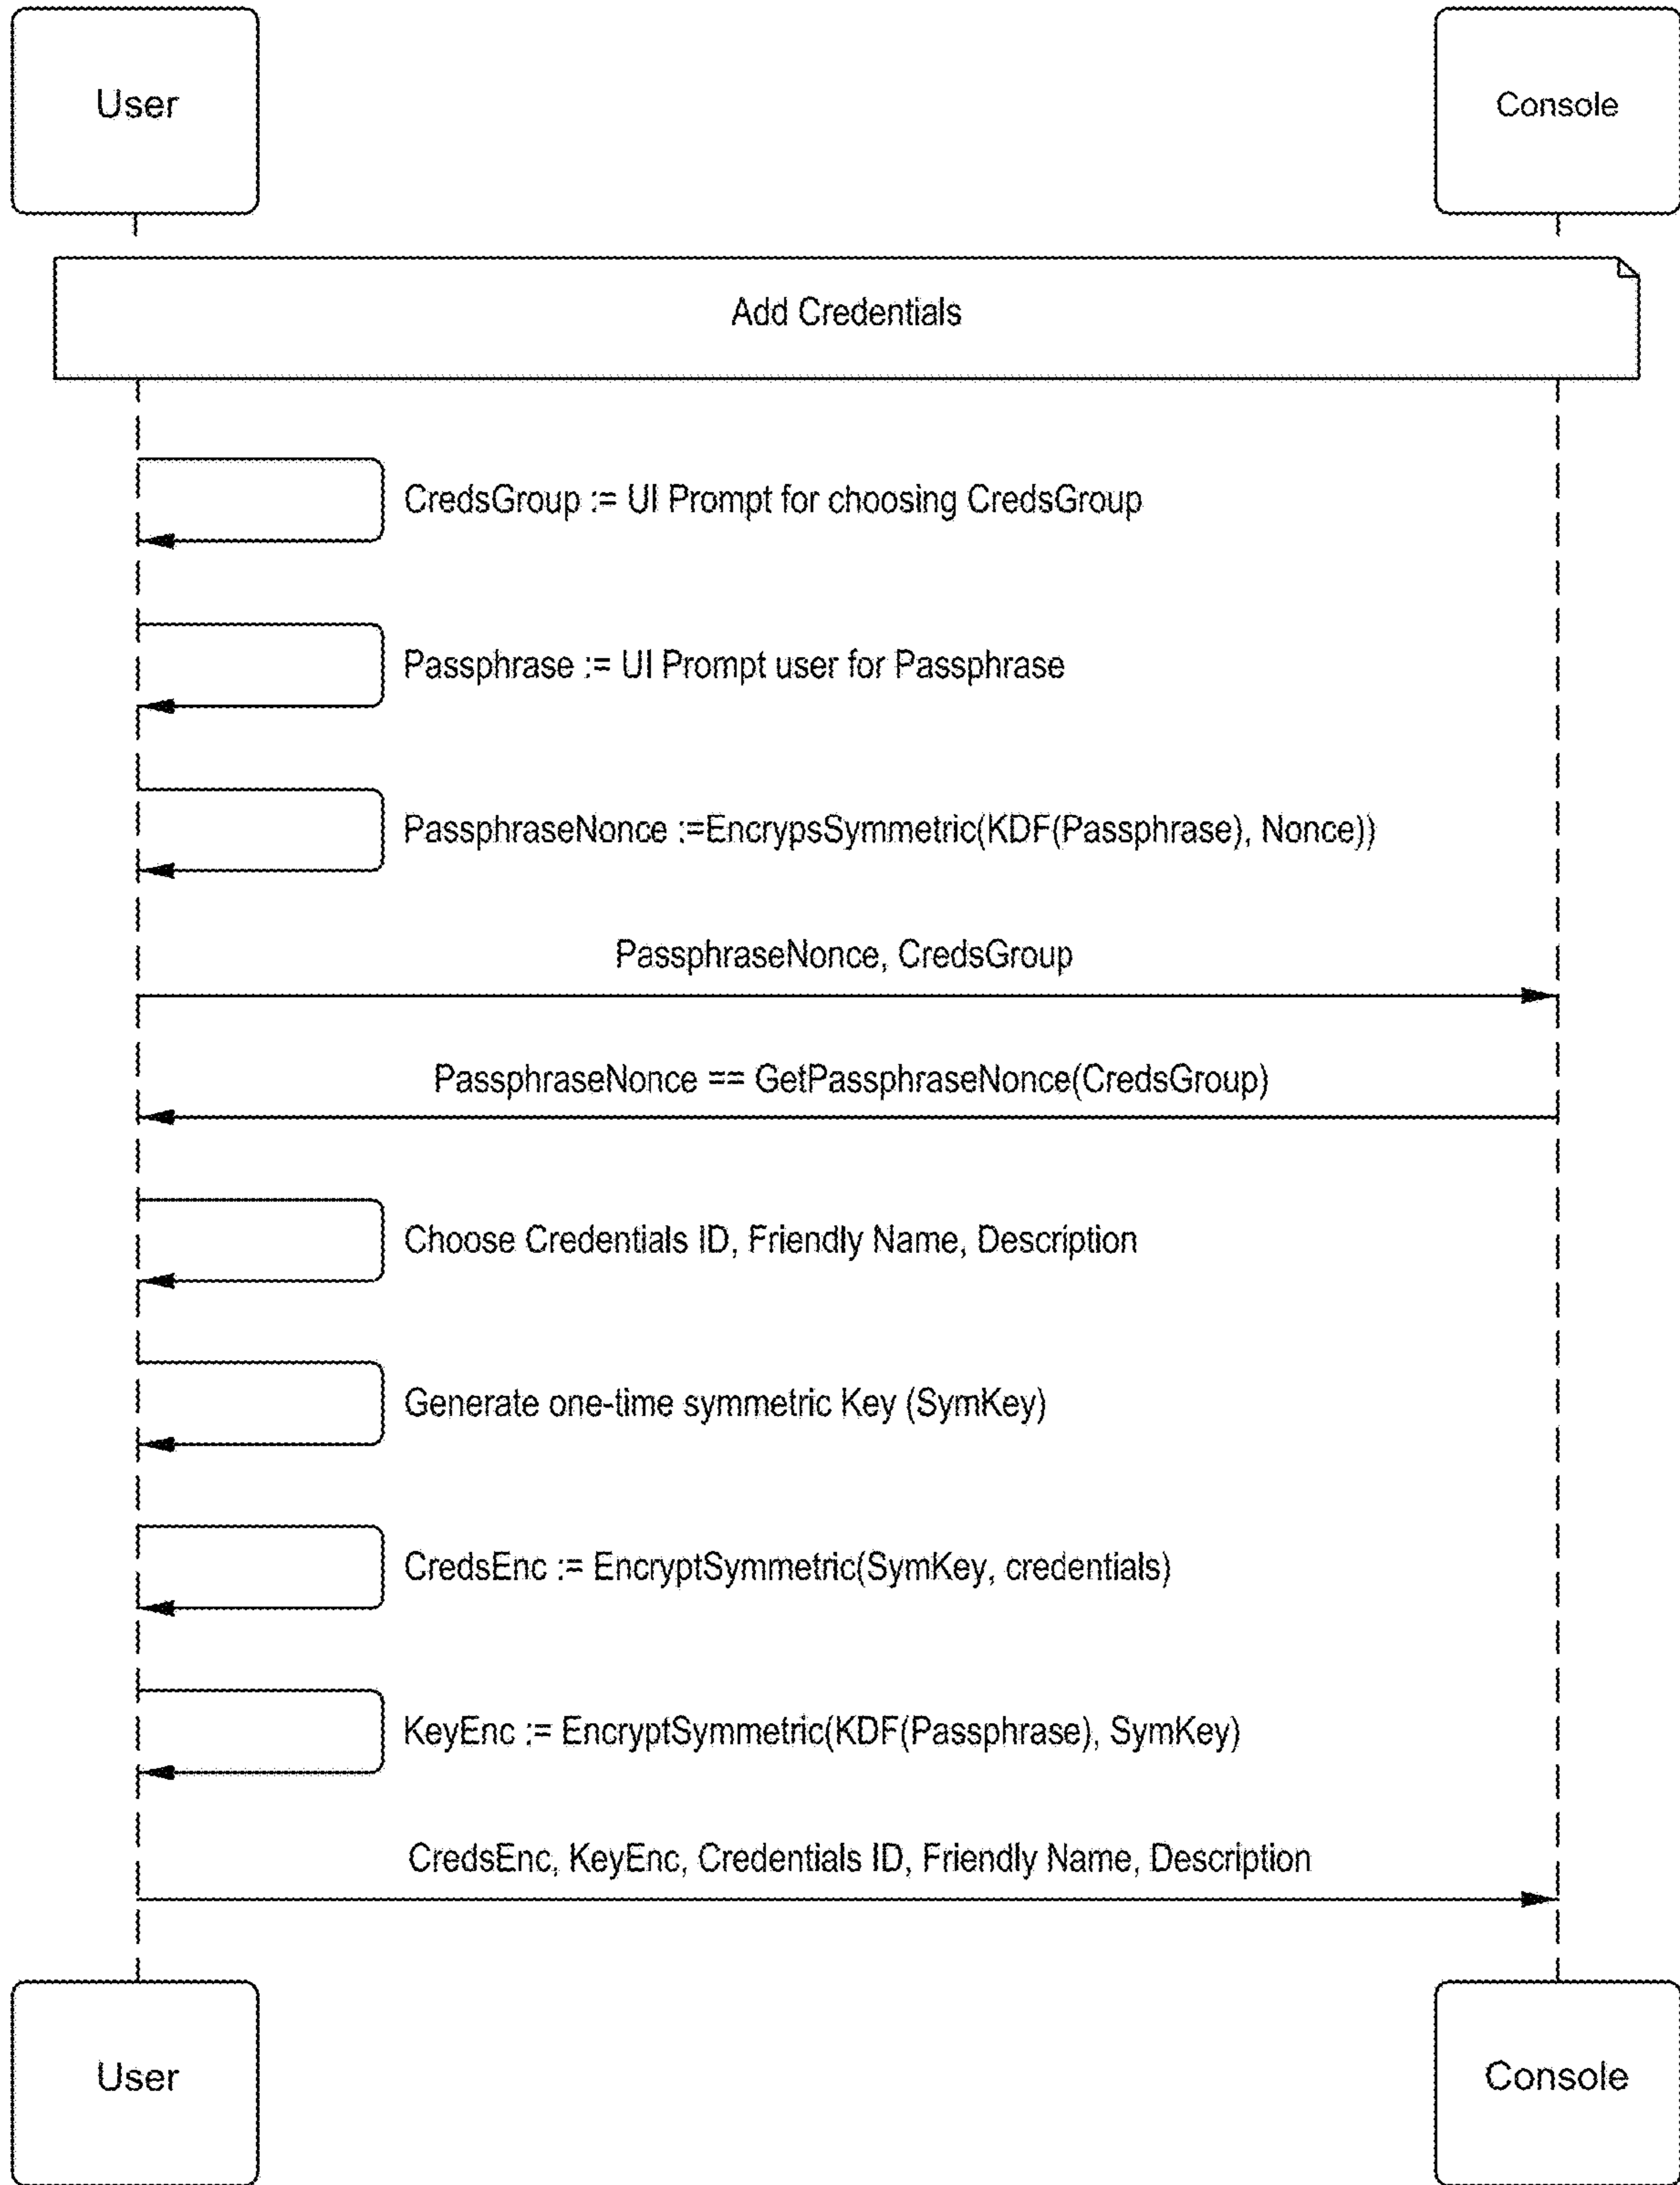 User
Console
Add Credentials
CredsGroup := UI Prompt for choosing CredsGroup
Passphrase := UI Prompt user for Passphrase
PassphraseNonce :=EncrypsSymmetric(KDF(Passphrase), Nonce))
PassphraseNonce, CredsGroup
PassphraseNonce == GetPassphraseNonce(CredsGroup)
Choose Credentials ID, Friendly Name, Description
Generate one-time symmetric Key (SymKey)
CredsEnc := EncryptSymmetric(SymKey, credentials)
KeyEnc := EncryptSymmetric(KDF(Passphrase), SymKey)
CredsEnc, KeyEnc, Credentials ID, Friendly Name, Description
User
Console